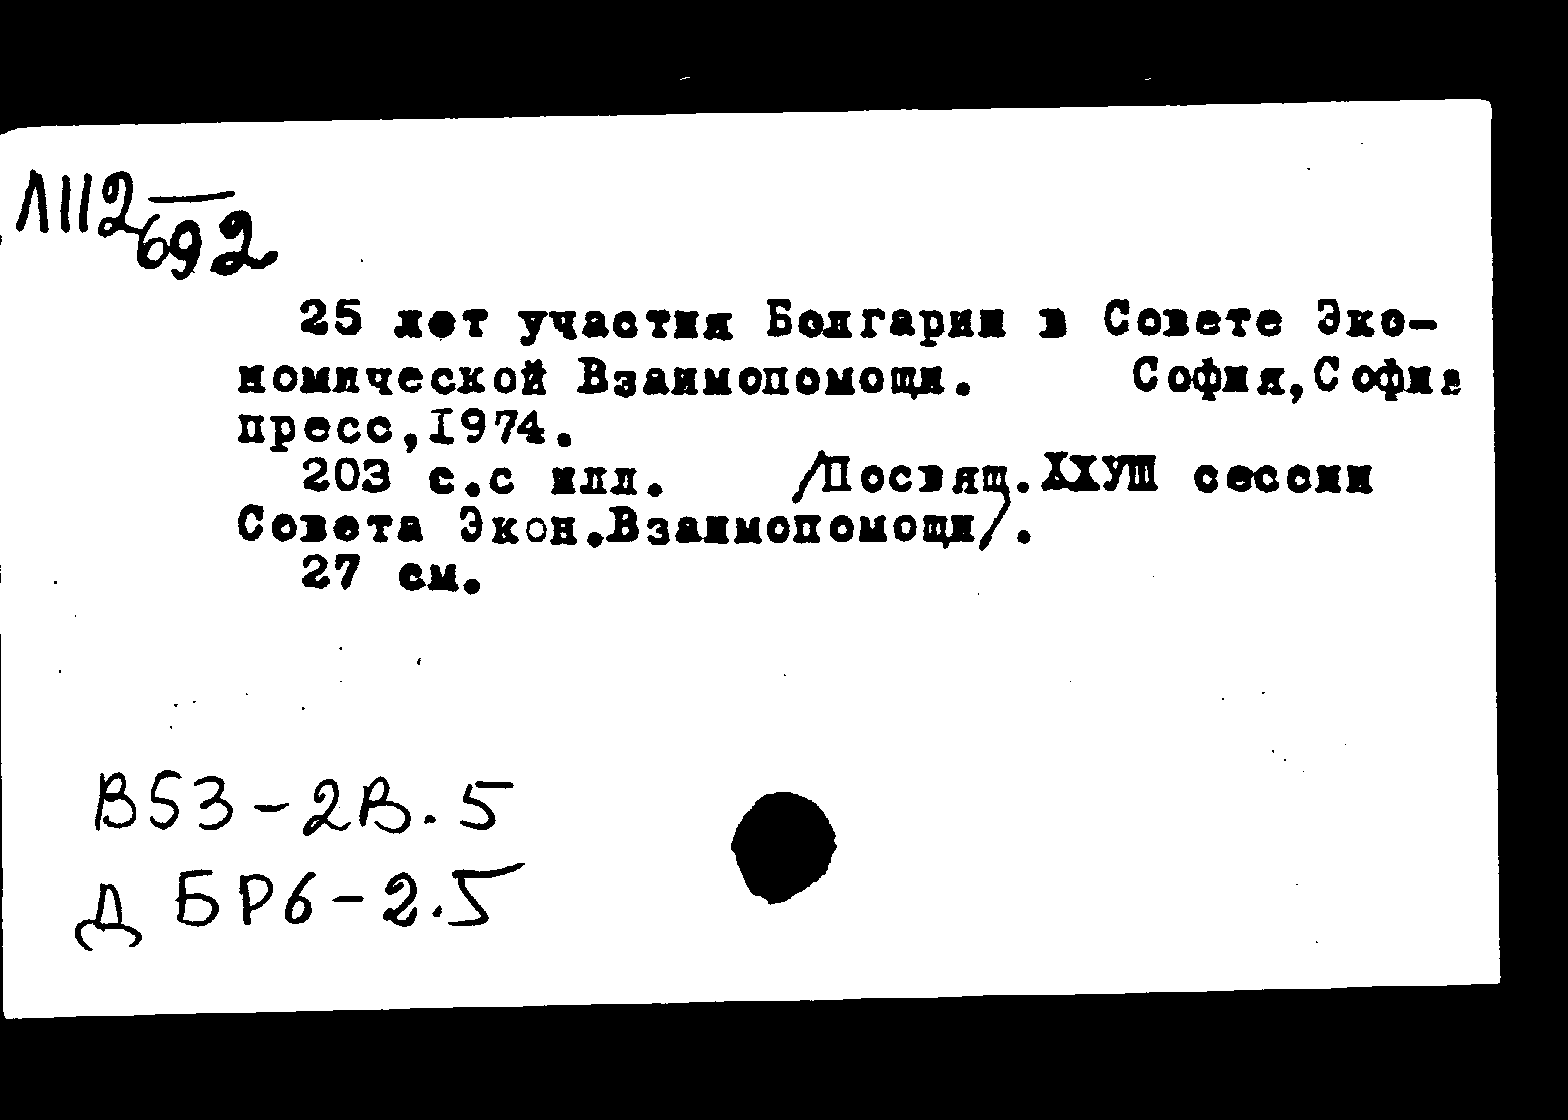 Л112
692
25 лет участия Болгарии в Совете Эко-
номической Взаимопомощи. София,София
пресс,1974.
203 с.с илл. /Посвящ.ХХУШ сессии
Совета Экон.Взаимопомощи/.
27 см.
В53-2В.5
Д БР6-2.5